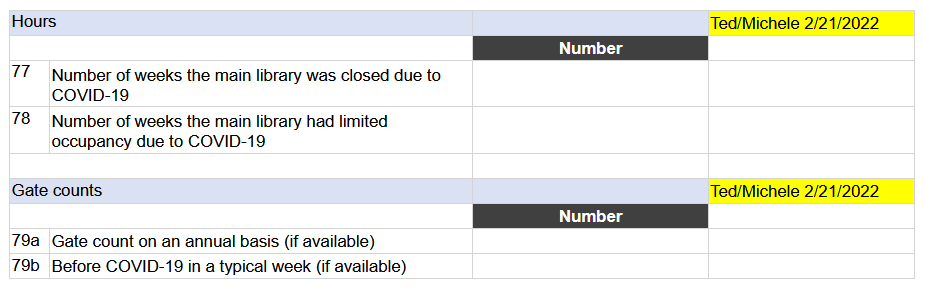 Hours Ted/Michele 2/21/2022
Number
77 Number of weeks the main library was closed due to
COVID-19
78 Number of weeks the main library had limited
occupancy due to COVID-19
Gate counts Ted/Michele 2/21/2022
Number
79a Gate count on an annual basis (if available)
79b Before COVID-19 in a typical week (if available)